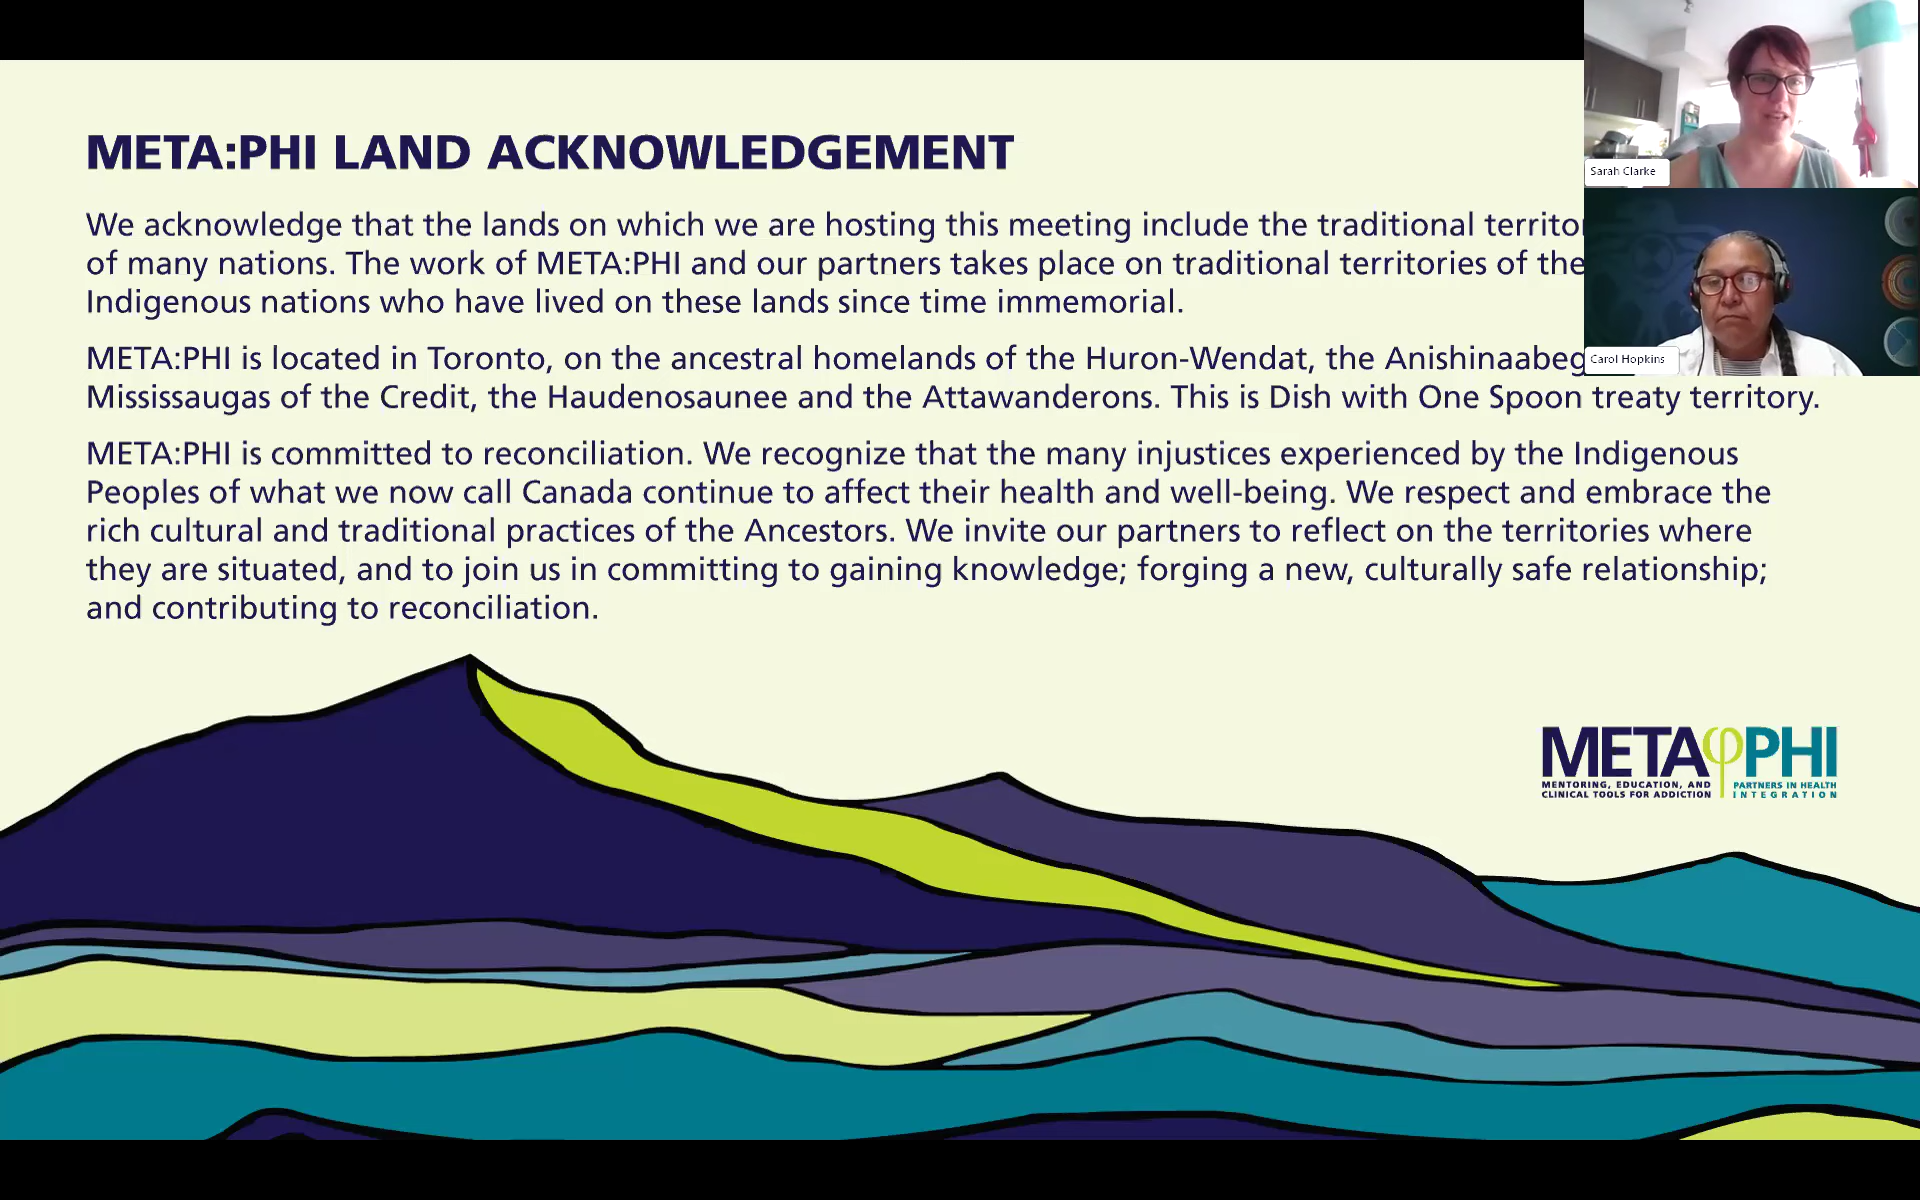 META:PHI LAND ACKNOWLEDGEMENT
We acknowledge that the lands on which we are hosting this meeting include the traditional
of many nations. The work of META:PHI and our partners takes place on traditional territories of the
Indigenous nations who have lived on these lands since time immemorial.
META:PHI is located in Toronto, on the ancestral homelands of the Huron-Wendat, the Anishinaabeg
Mississaugas of the Credit, the Haudenosaunee and the Attawanderons. This is Dish with One Spoon treaty territory.
META:PHI is committed to reconciliation. We recognize that the many injustices experienced by the Indigenous
Peoples of what we now call Canada continue to affect their health and well-being. We respect and embrace the
rich cultural and traditional practices of the Ancestors. We invite our partners to reflect on the territories where
they are situated, and to join us in committing to gaining knowledge; forging a new, culturally safe relationship;
and contributing to reconciliation.
Sarah Clarke
Carol Hopkins
METAφPHI
MENTORING, EDUCATION, AND
CLINICAL TOOLS FOR ADDICTION
PARTNERS IN HEALTH
INTEGRATION